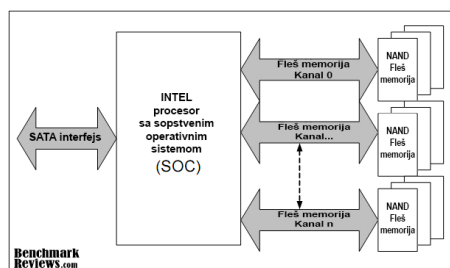 SATA interfejs
INTEL
procesor
sa sopstvenim
operativnim
sistemom
(SOC)
Fleš memorija
Kanal 0
Fleš memorija
Kanal...
Fleš memorija
Kanal n
NAND
Fleš
memorija
NAND
Fleš
memorija
NAND
Fleš
memorija
Benchmark
Reviews.com